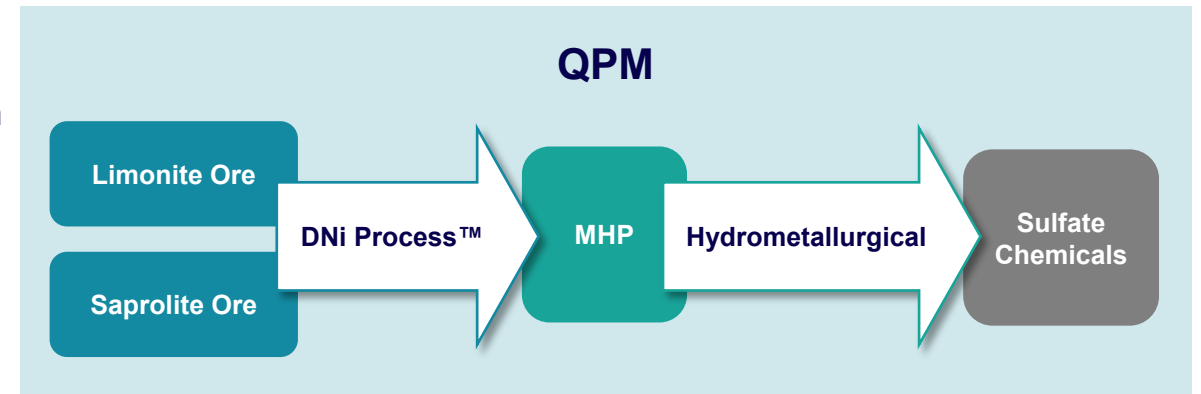 QPM
Limonite Ore
Saprolite Ore
DNi Process™
MHP
Hydrometallurgical
Sulfate
Chemicals